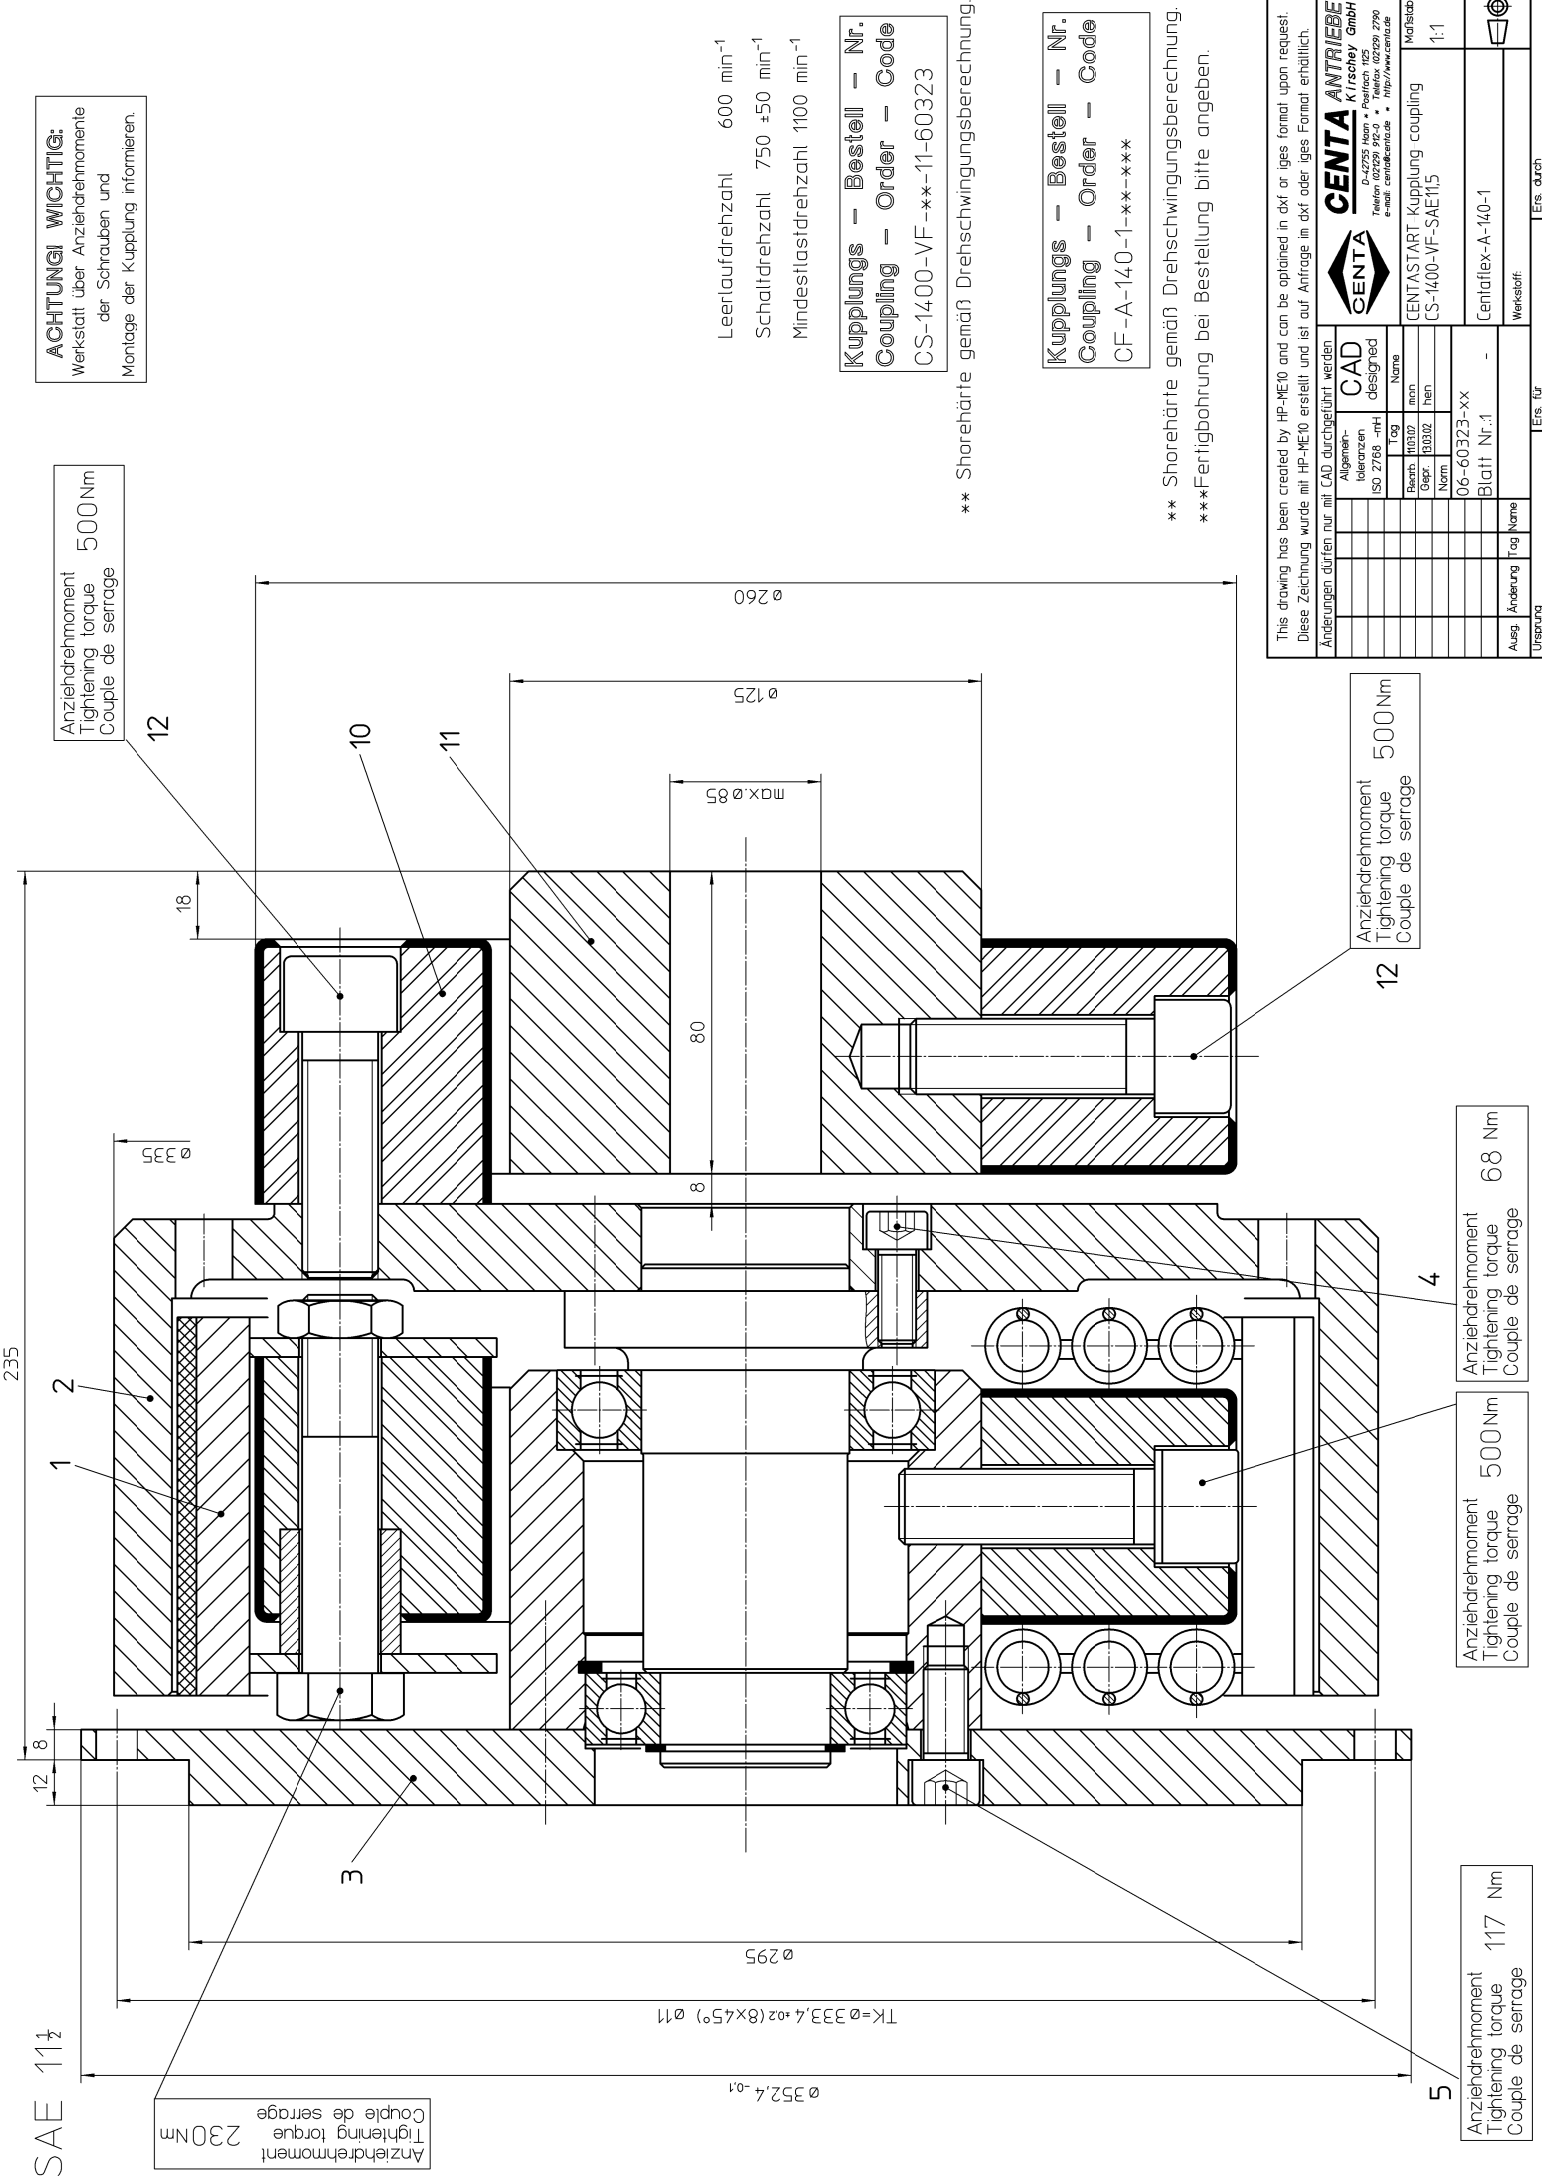 SAE 11 1/2
235
12
8
18
1
2
3
10
11
12
Anziehdrehmoment
Tightening torque 500Nm
Couple de serrage
ø335
ø260
ø125
max.ø85
80
8
Anziehdrehmoment
Tightening torque 230Nm
Couple de serrage
ø295
TK=ø333,4 ±0,2 (8x45°) ø11
ø352,4 -0,1
5
Anziehdrehmoment
Tightening torque 117 Nm
Couple de serrage
Anziehdrehmoment
Tightening torque 500Nm
Couple de serrage
4
Anziehdrehmoment
Tightening torque 68 Nm
Couple de serrage
12
Anziehdrehmoment
Tightening torque 500Nm
Couple de serrage
ACHTUNG! WICHTIG:
Werkstatt über Anziehdrehmomente
der Schrauben und
Montage der Kupplung informieren.
Leerlaufdrehzahl 600 min⁻¹
Schaltdrehzahl 750 ±50 min⁻¹
Mindestlastdrehzahl 1100 min⁻¹
Kupplungs - Bestell - Nr.
Coupling - Order - Code
CS-1400-VF-**-11-60323
** Shorehärte gemäß Drehschwingungsberechnung.
Kupplungs - Bestell - Nr.
Coupling - Order - Code
CF-A-140-1-**-***
** Shorehärte gemäß Drehschwingungsberechnung.
***Fertigbohrung bei Bestellung bitte angeben.
This drawing has been created by HP-ME10 and can be optained in dxf or iges format upon request.
Diese Zeichnung wurde mit HP-ME10 erstellt und ist auf Anfrage im dxf oder iges Format erhältlich.
Änderungen dürfen nur mit CAD durchgeführt werden
Allgemein-
toleranzen
ISO 2768 -mH
CAD
designed
CENTA
CENTA ANTRIEBE
Kirschey GmbH
D-42755 Haan * Postfach 1125
Telefon (02129) 912-0 * Telefax (02129) 2790
e-mail: centa@centa.de * http://www.centa.de
Tag
Name
Bearb. 11.03.02 mon
Gepr. 13.03.02 hen
Norm
CENTASTART Kupplung coupling
CS-1400-VF-SAE11,5
Maßstab
1:1
06-60323-xx
Blatt Nr.:1 -
Centaflex-A-140-1
Ausg. Änderung Tag Name
Werkstoff:
Ursprung
Ers. für
Ers. durch